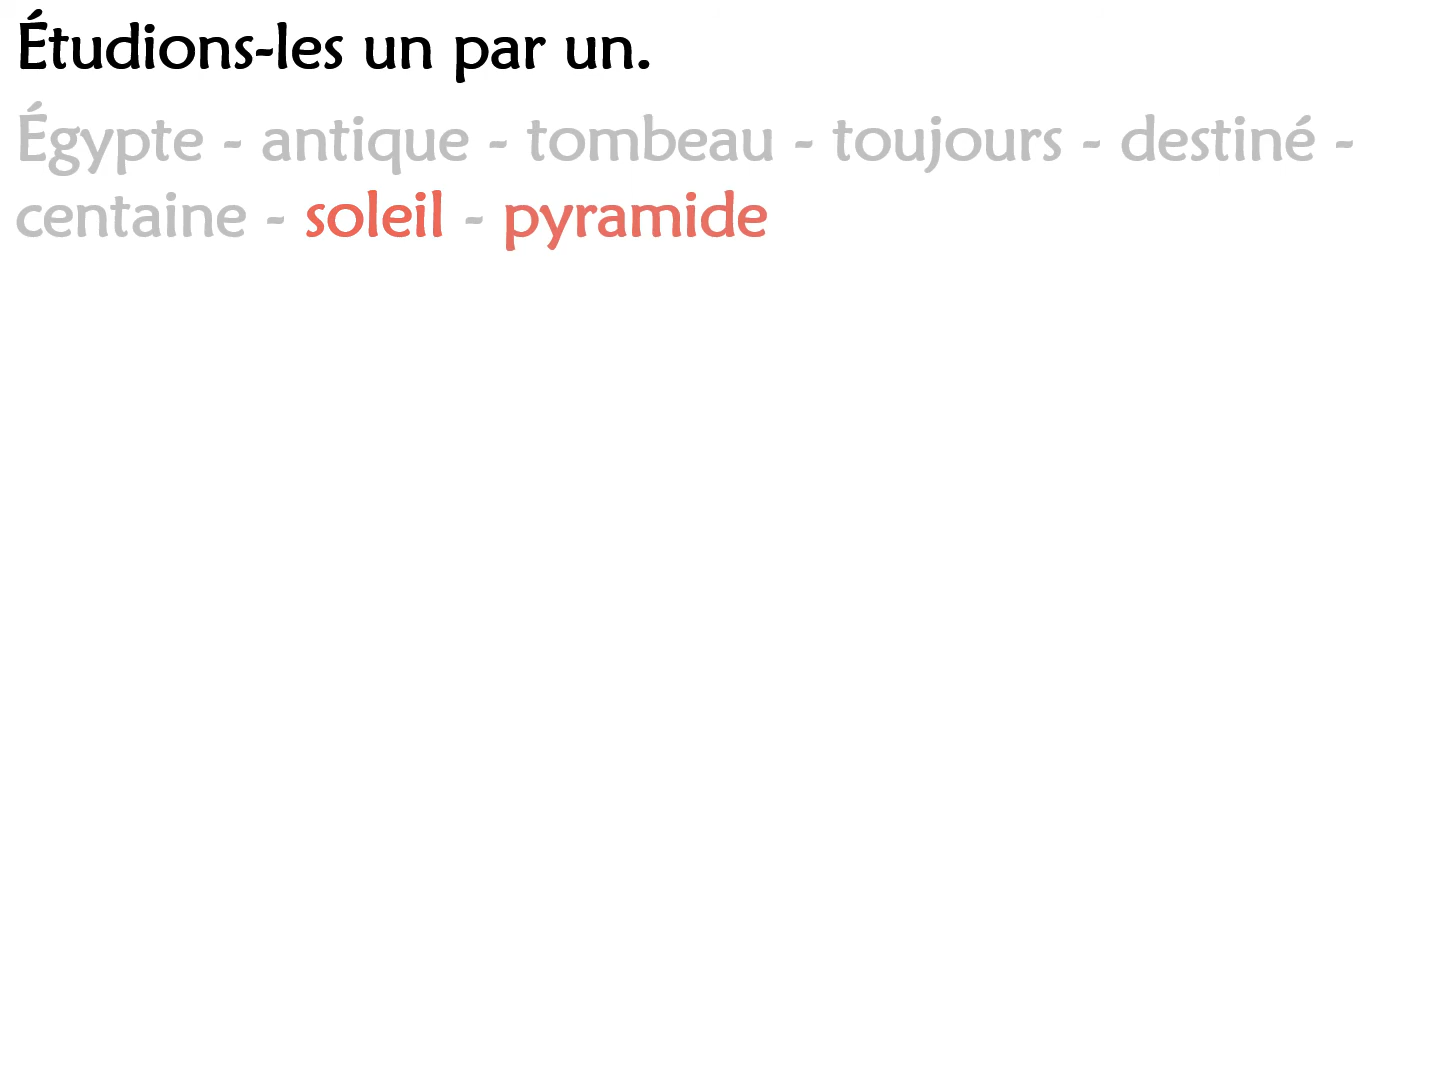 Étudions-les un par un.
Égypte - antique - tombeau - toujours - destiné -
centaine - soleil - pyramide